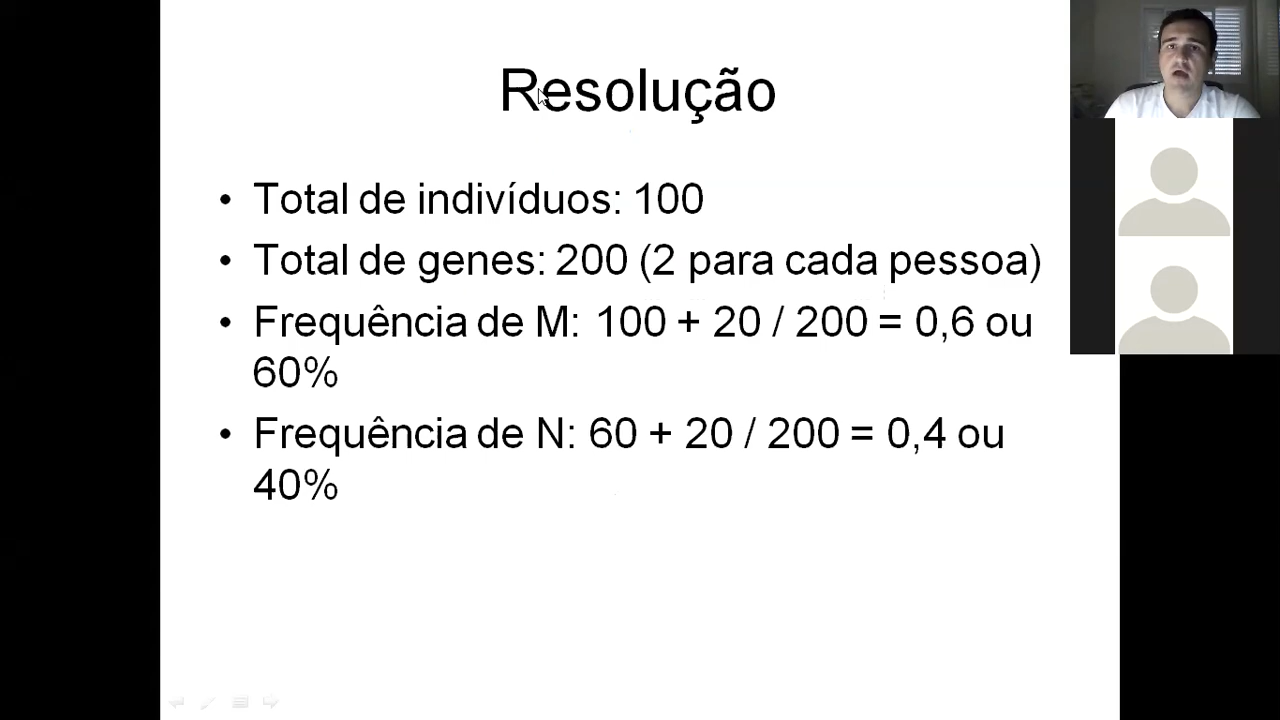 Resolução
• Total de indivíduos: 100
• Total de genes: 200 (2 para cada pessoa)
• Frequência de M: 100 + 20 / 200 = 0,6 ou
60%
• Frequência de N: 60 + 20 / 200 = 0,4 ou
40%